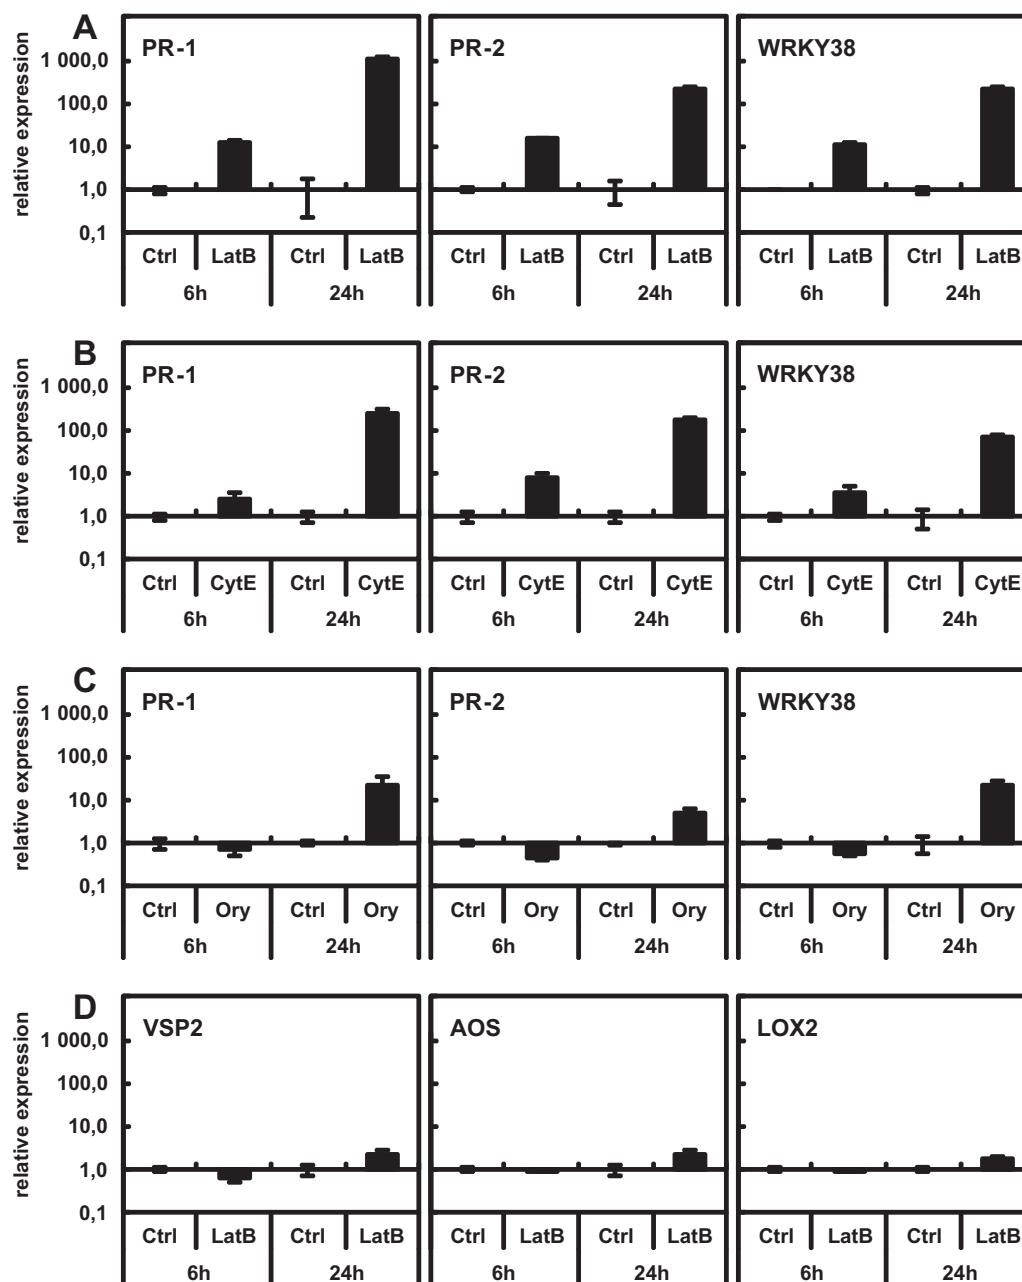 A
PR-1 PR-2 WRKY38
relative expression
1 000,0
100,0
10,0
1,0
0,1
Ctrl LatB Ctrl LatB Ctrl LatB Ctrl LatB Ctrl LatB Ctrl LatB
6h 24h 6h 24h 6h 24h
B
PR-1 PR-2 WRKY38
relative expression
1 000,0
100,0
10,0
1,0
0,1
Ctrl CytE Ctrl CytE Ctrl CytE Ctrl CytE Ctrl CytE Ctrl CytE
6h 24h 6h 24h 6h 24h
C
PR-1 PR-2 WRKY38
relative expression
1 000,0
100,0
10,0
1,0
0,1
Ctrl Ory Ctrl Ory Ctrl Ory Ctrl Ory Ctrl Ory Ctrl Ory
6h 24h 6h 24h 6h 24h
D
VSP2 AOS LOX2
relative expression
1 000,0
100,0
10,0
1,0
0,1
Ctrl LatB Ctrl LatB Ctrl LatB Ctrl LatB Ctrl LatB Ctrl LatB
6h 24h 6h 24h 6h 24h